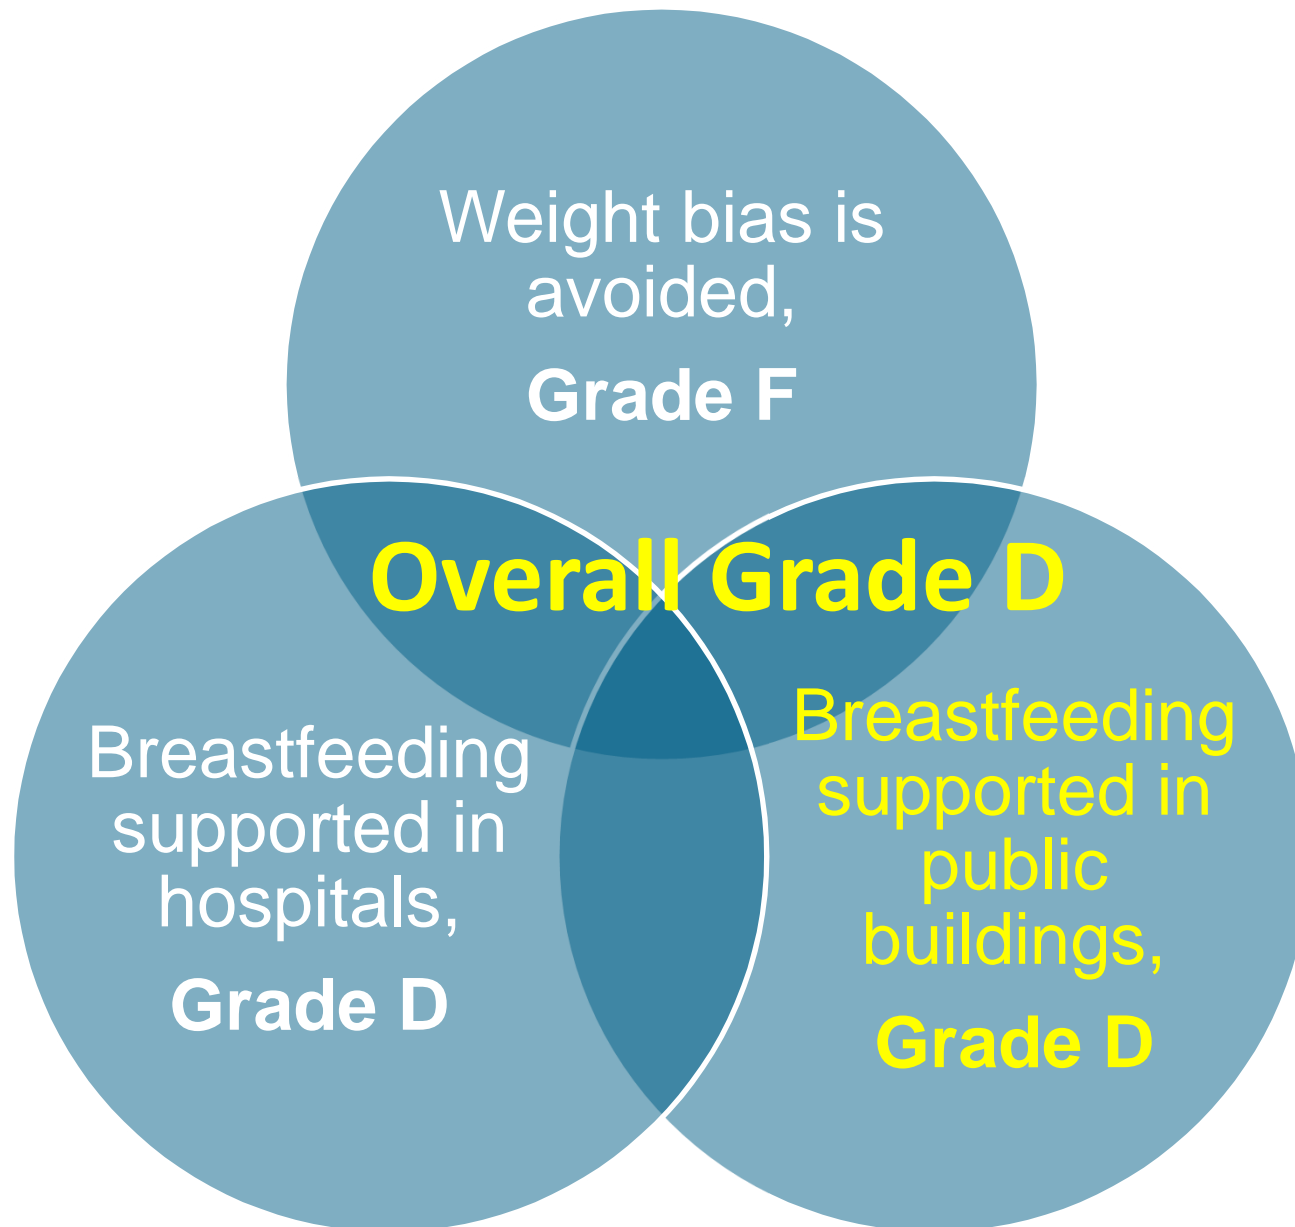 Weight bias is
avoided,
Grade F
Overall Grade D
Breastfeeding
supported in
hospitals,
Grade D
Breastfeeding
supported in
public
buildings,
Grade D